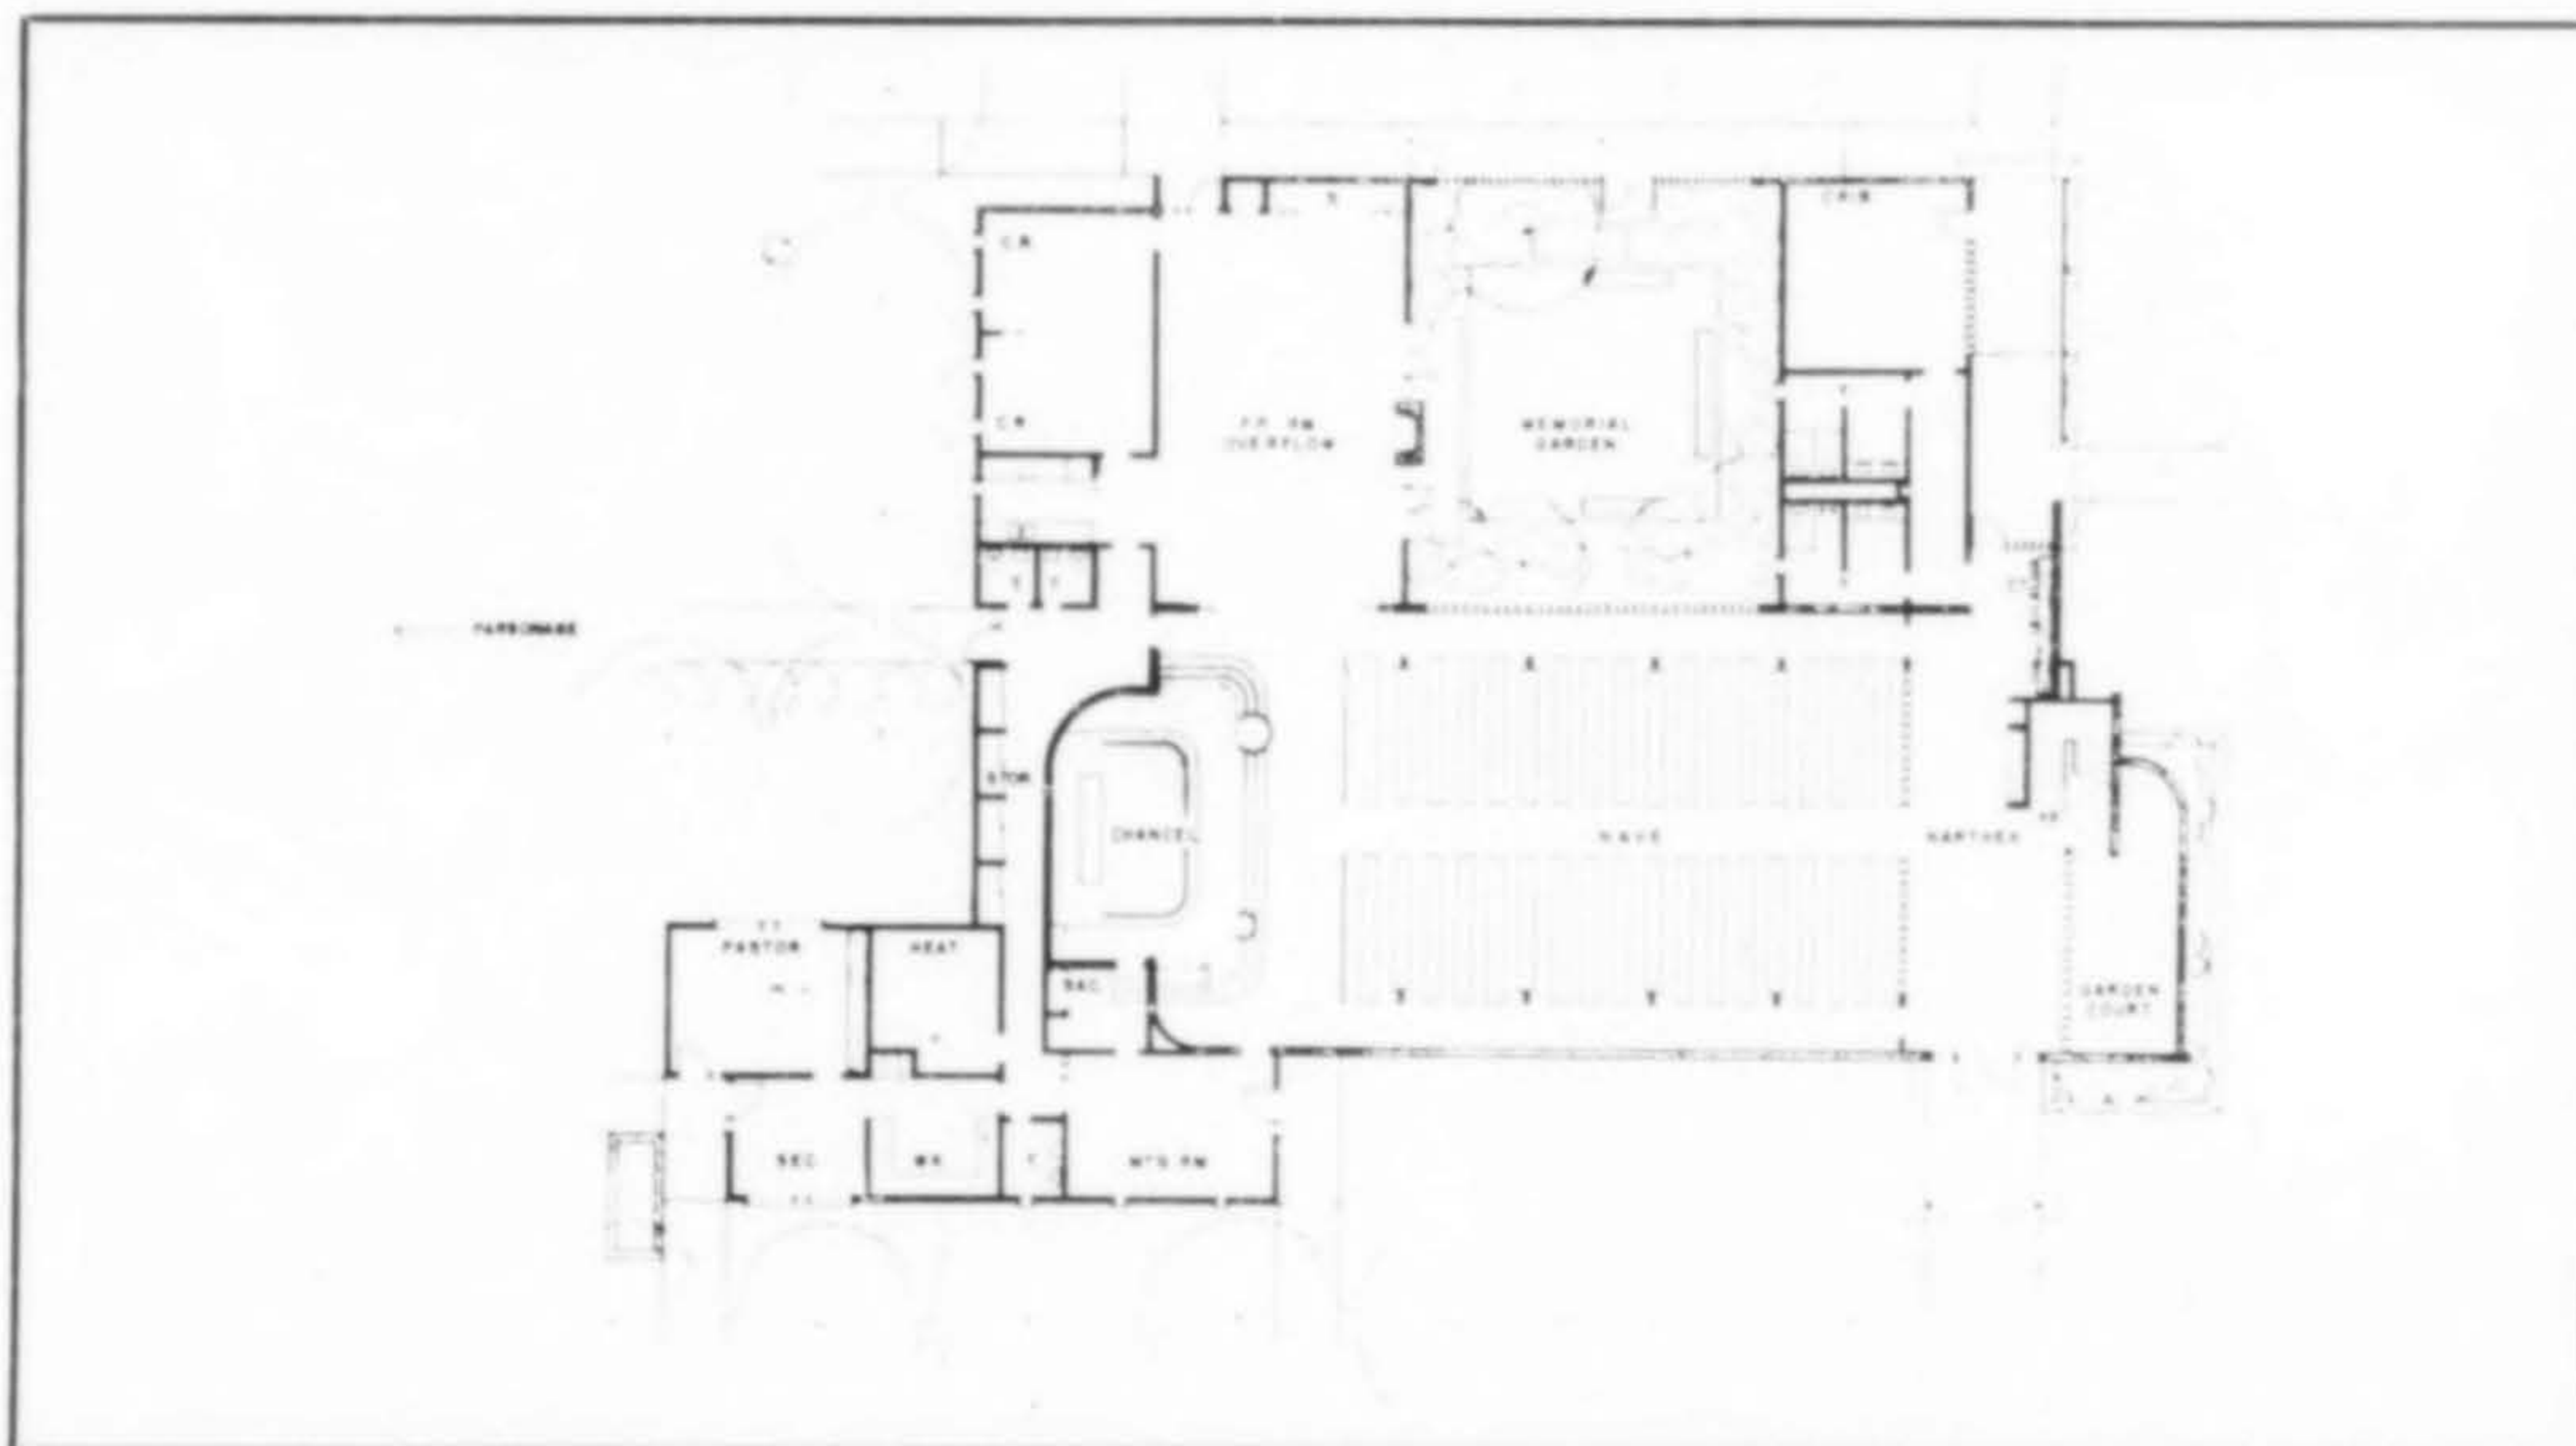 CRIB
C R
C R
F.P. RM
OVERFLOW
MEMORIAL
GARDEN
PARSONAGE
STOR
CHANCEL
NAVE
NARTHEX
PASTOR
HEAT
SAC
GARDEN
COURT
SEC
WK
MTG RM